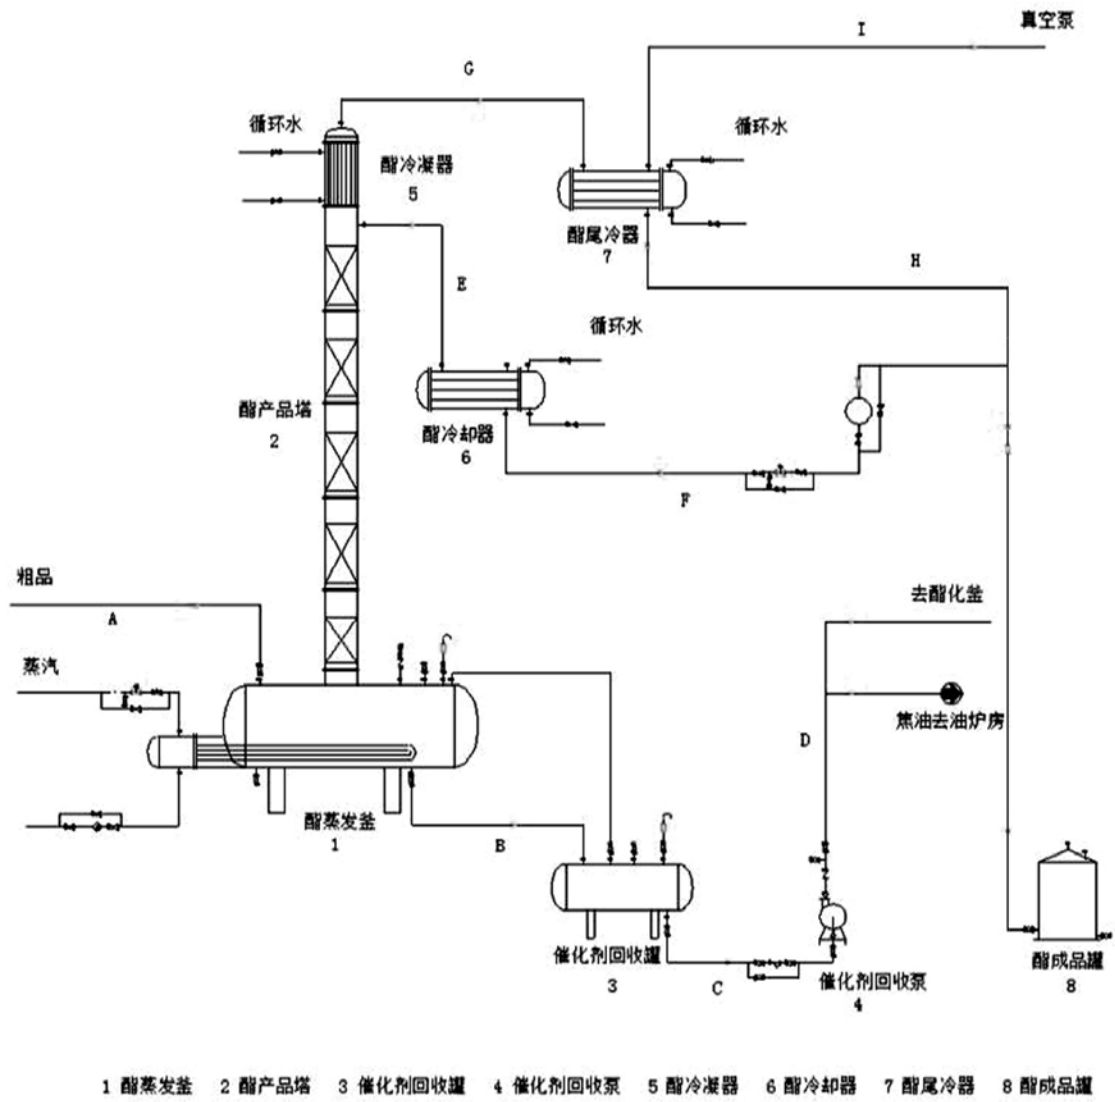 真空泵
I
G
循环水
循环水
酯冷凝器
5
酯尾冷器
7
H
E
循环水
酯产品塔
2
酯冷却器
6
F
粗品
A
去酯化釜
蒸汽
焦油去油炉房
D
酯蒸发釜
1
B
催化剂回收罐
3
C
催化剂回收泵
4
酯成品罐
8
1 酯蒸发釜 2 酯产品塔 3 催化剂回收罐 4 催化剂回收泵 5 酯冷凝器 6 酯冷却器 7 酯尾冷器 8 酯成品罐